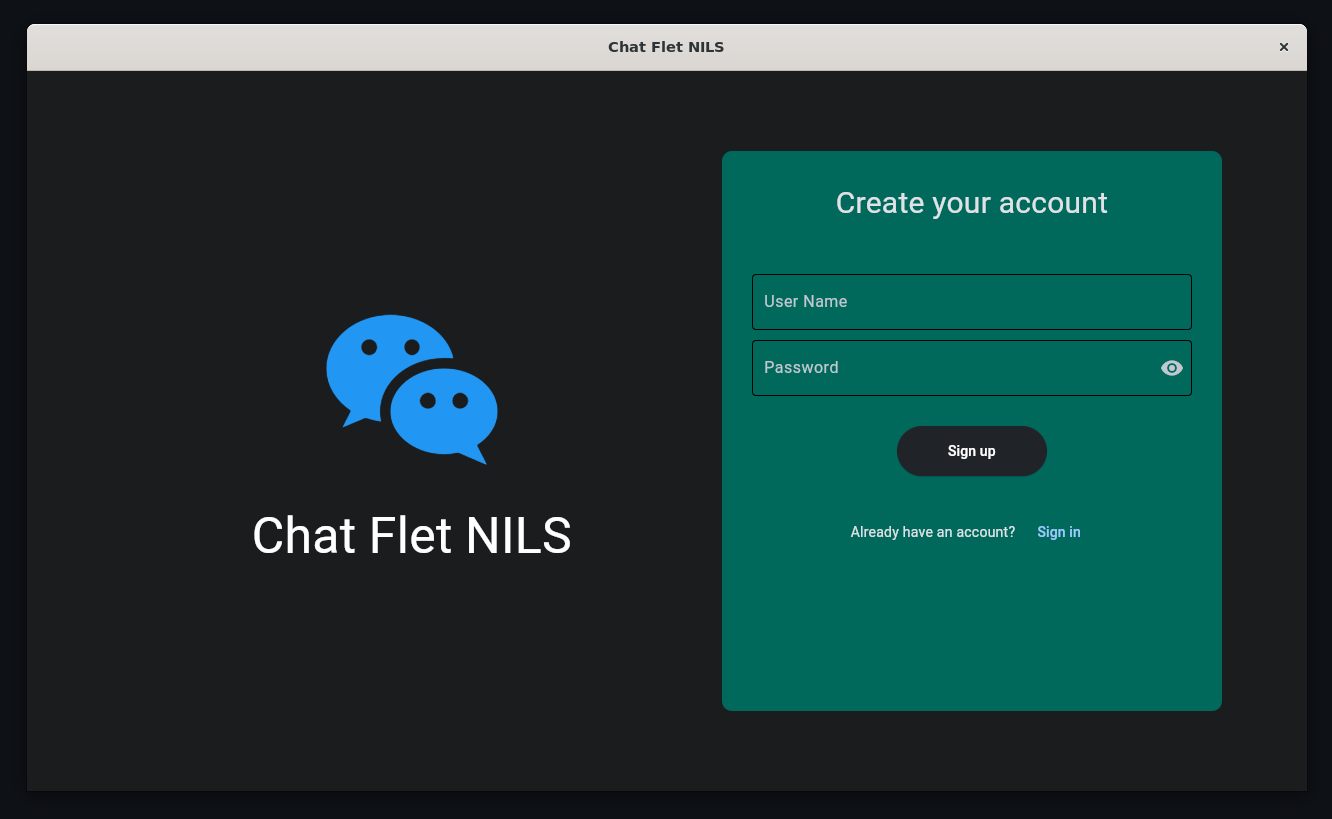 Chat Flet NILS
Chat Flet NILS
Create your account
User Name
Password
Sign up
Already have an account? Sign in